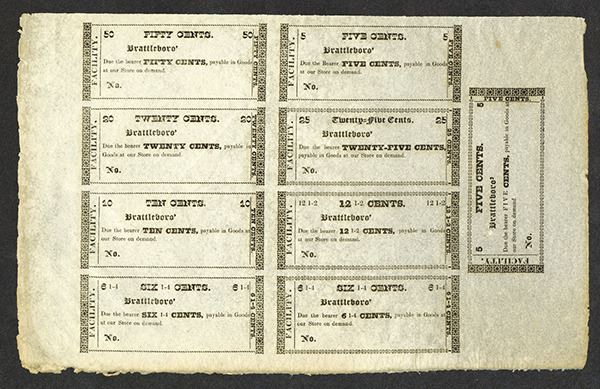 50 FIFTY CENTS. 50
Brattleboro'
Due the bearer FIFTY CENTS, payable in Goods
at our Store on demand.
No.
FACILITY.
5 FIVE CENTS. 5
Brattleboro'
Due the bearer FIVE CENTS, payable in Goods
at our Store on demand.
No.
FACILITY.
20 TWENTY CENTS. 20
Brattleboro'
Due the bearer TWENTY CENTS, payable in
Goods at our Store on demand.
No.
FACILITY.
TWENTY CENTS
25 Twenty-Five Cents. 25
Brattleboro'
Due the bearer TWENTY-FIVE CENTS,
payable in Goods at our Store on demand.
No.
FACILITY.
10 TEN CENTS. 10
Brattleboro'
Due the bearer TEN CENTS, payable in Goods at
our Store on demand.
No.
FACILITY.
12 1-2 12 1-2 CENTS. 12 1-2
Brattleboro'
Due the bearer 12 1-2 CENTS, payable in Goods
at our Store on demand.
No.
FACILITY.
6 1-4 SIX 1-4 CENTS. 6 1-4
Brattleboro'
Due the bearer SIX 1-4 CENTS, payable in Goods
at our Store on demand.
No.
FACILITY.
6 1-4 SIX 1-4 CENTS. 6 1-4
Brattleboro'
Due the bearer 6 1-4 CENTS, payable in Goods at
our Store on demand.
No.
FACILITY.
FIVE CENTS.
5 FIVE CENTS. 5
Brattleboro'
Due the bearer FIVE CENTS, payable in Goods at
our Store on demand.
No.
FACILITY.